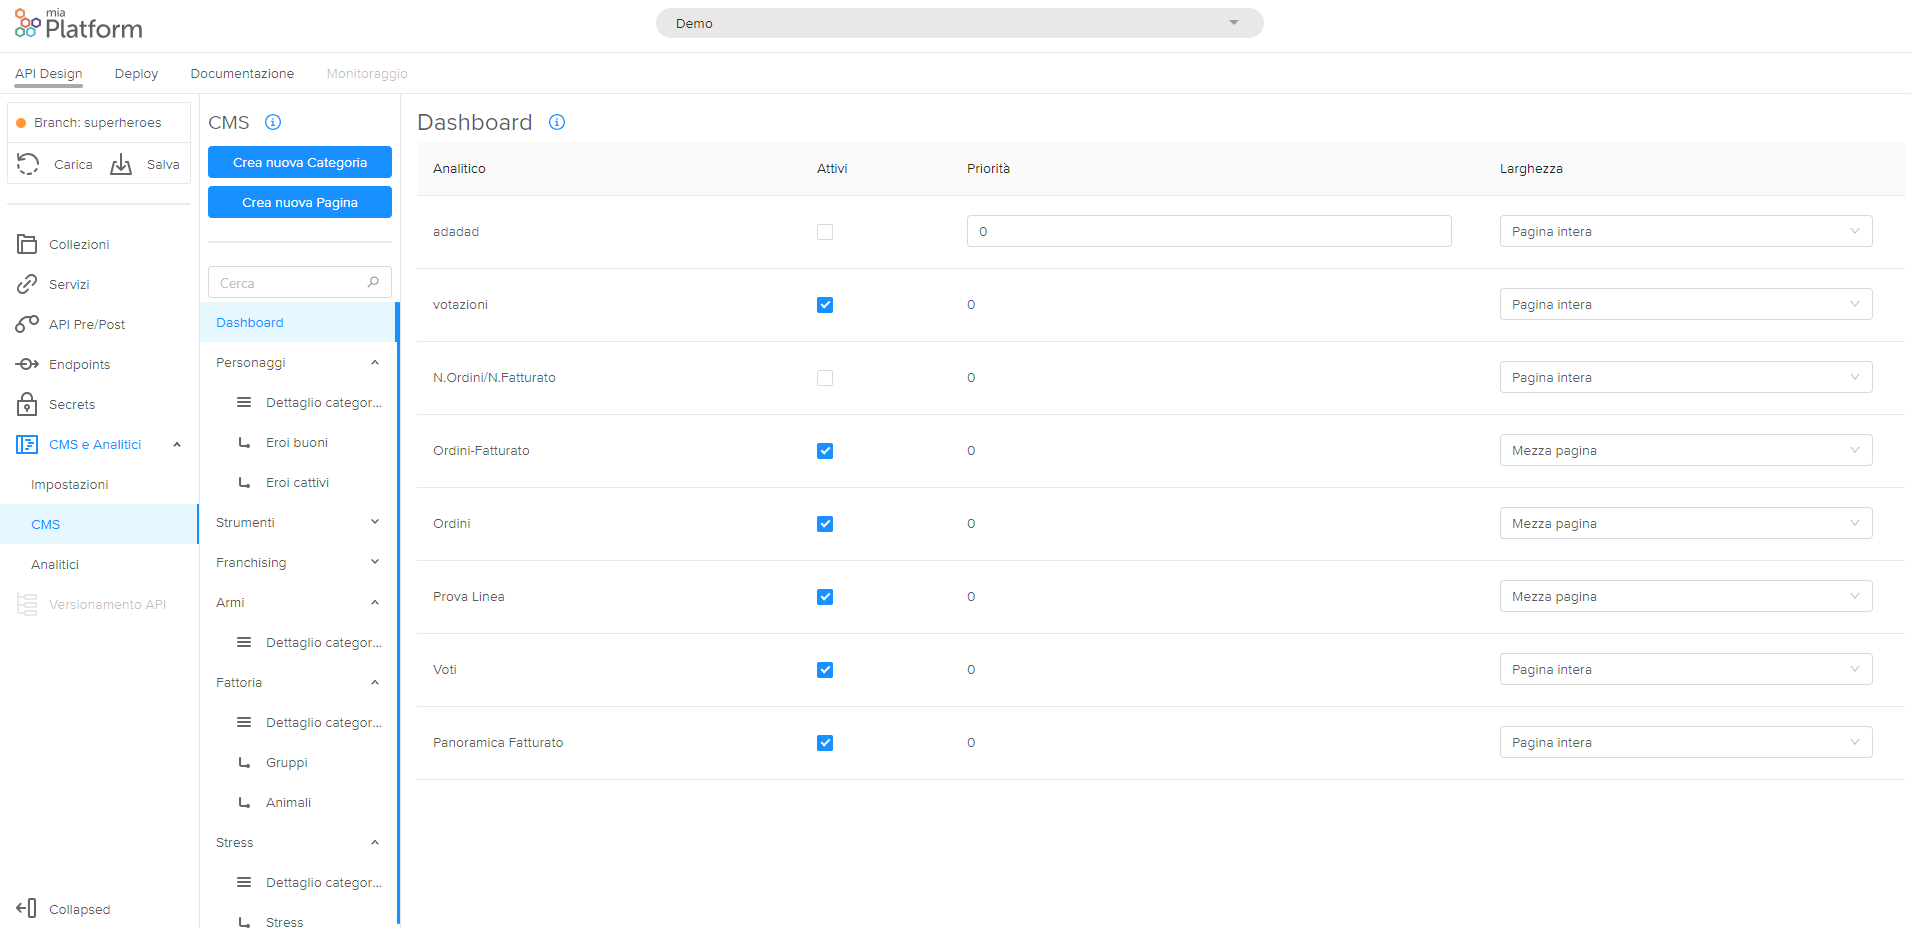 mia
Platform
Demo
API Design
Deploy
Documentazione
Monitoraggio
Branch: superheroes
Carica
Salva
Collezioni
Servizi
API Pre/Post
Endpoints
Secrets
CMS e Analitici
Impostazioni
CMS
Analitici
Versionamento API
Collapsed
CMS
Crea nuova Categoria
Crea nuova Pagina
Cerca
Dashboard
Personaggi
Dettaglio categor...
Eroi buoni
Eroi cattivi
Strumenti
Franchising
Armi
Dettaglio categor...
Fattoria
Dettaglio categor...
Gruppi
Animali
Stress
Dettaglio categor...
Stress
Dashboard
Analitico Attivi Priorità Larghezza
adadad 0 Pagina intera
votazioni 0 Pagina intera
N.Ordini/N.Fatturato 0 Pagina intera
Ordini-Fatturato 0 Mezza pagina
Ordini 0 Mezza pagina
Prova Linea 0 Mezza pagina
Voti 0 Pagina intera
Panoramica Fatturato 0 Pagina intera